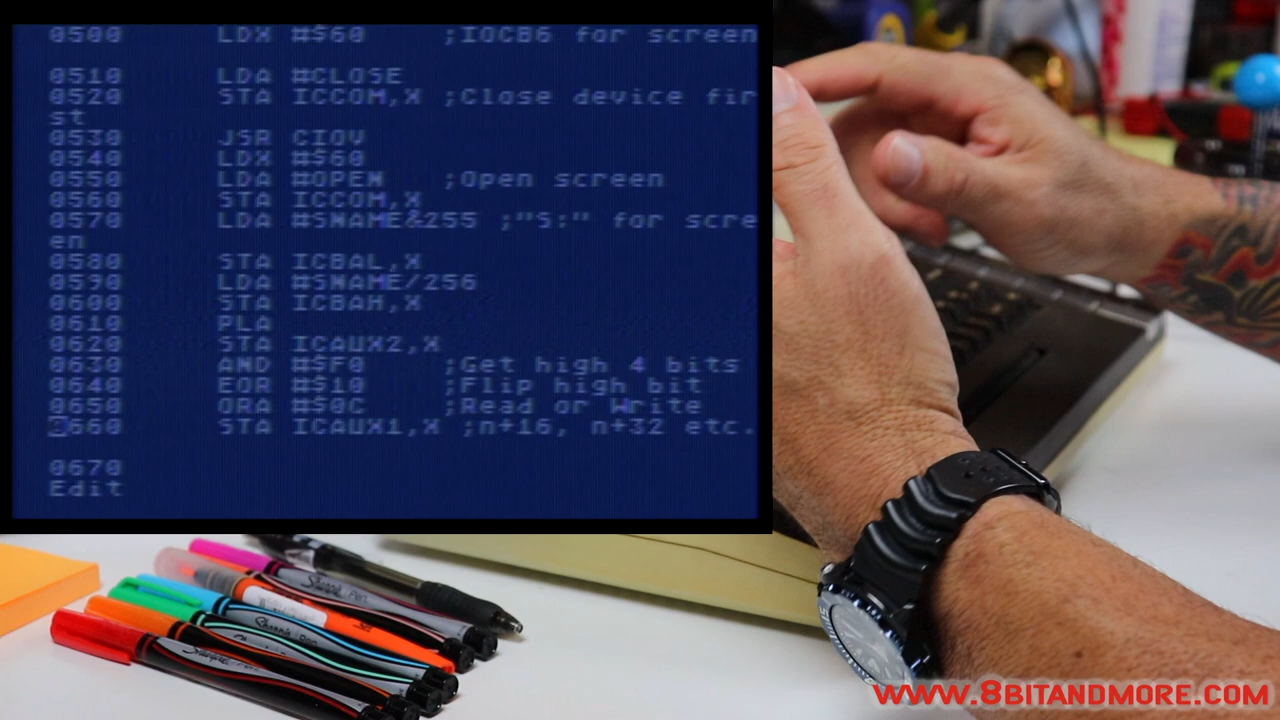 0500     LDX #$60    ;IOCB6 for screen
0510     LDA #CLOSE
0520     STA ICCOM,X ;Close device fir
st
0530     JSR CIOV
0540     LDX #$60
0550     LDA #OPEN   ;Open screen
0560     STA ICCOM,X
0570     LDA #SNAME&255 ;"S:" for scre
en
0580     STA ICBAL,X
0590     LDA #SNAME/256
0600     STA ICBAH,X
0610     PLA
0620     STA ICAUX2,X
0630     AND #$F0    ;Get high 4 bits
0640     EOR #$10    ;Flip high bit
0650     ORA #$0C    ;Read or Write
0660     STA ICAUX1,X ;n+16, n+32 etc.
0670
Edit
Sharpie Pen
Sharpie Pen
Sharpie
www.8BITANDMORE.COM